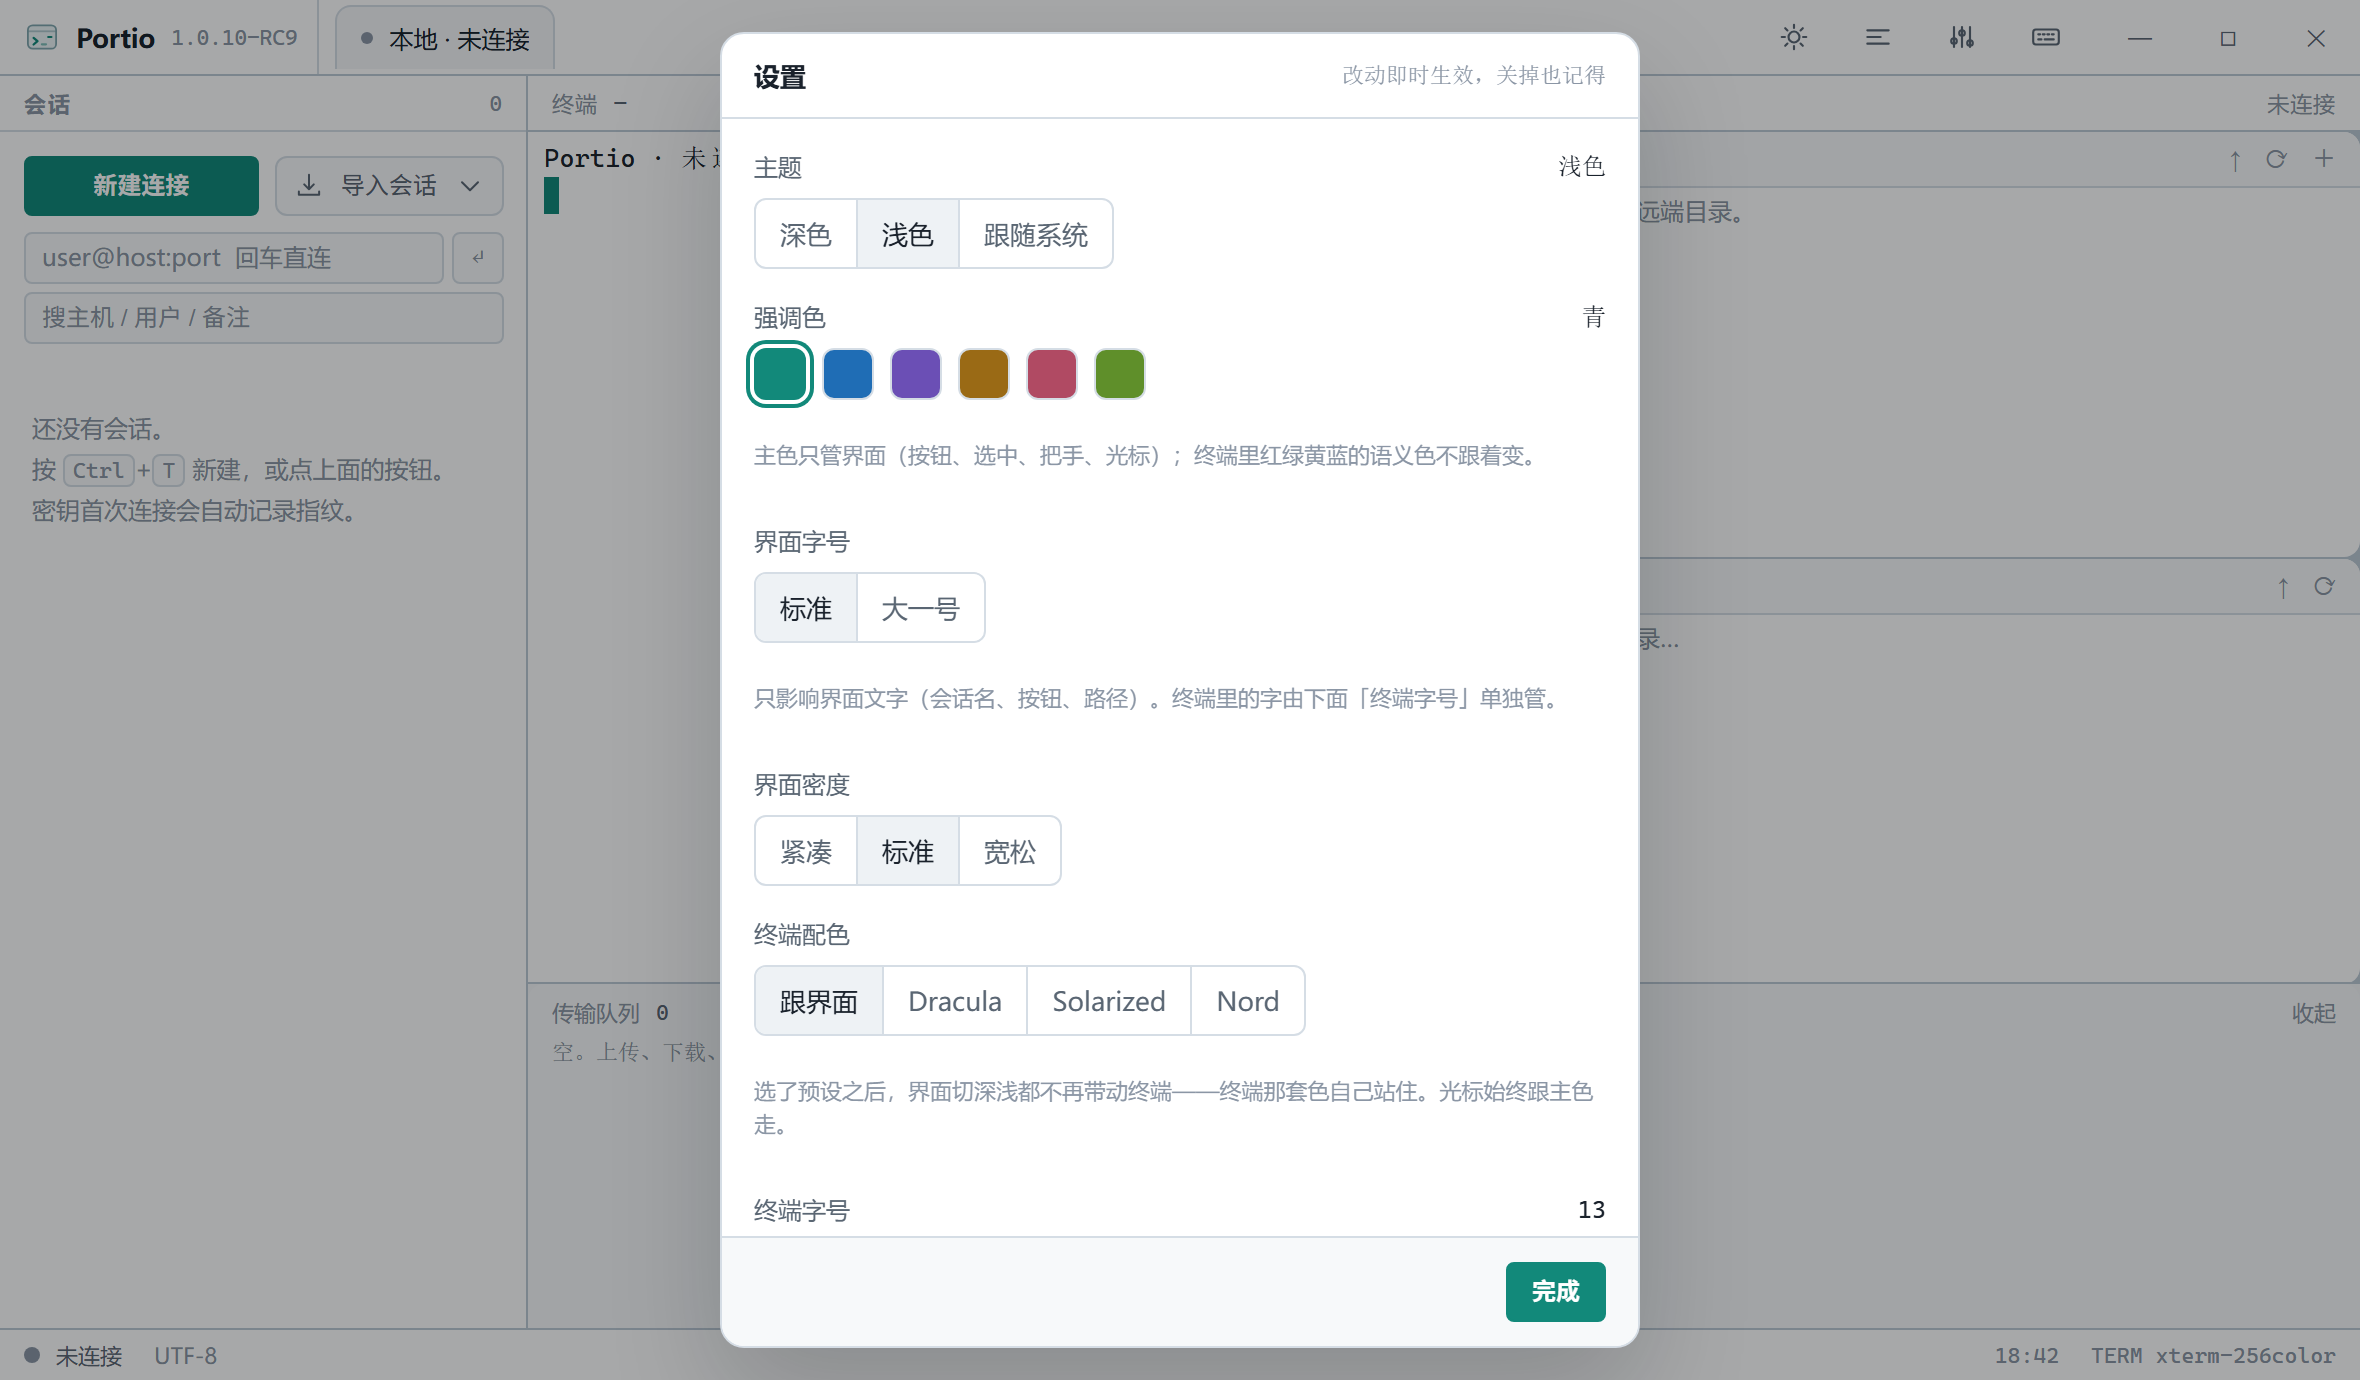 Portio 1.0.10-RC9
本地 · 未连接
会话 0
新建连接
导入会话
user@host:port 回车直连
搜主机 / 用户 / 备注
还没有会话。
按 Ctrl+T 新建，或点上面的按钮。
密钥首次连接会自动记录指纹。
终端 –
Portio · 未
传输队列 0
空。上传、下载、
设置
改动即时生效，关掉也记得
主题 浅色
深色 浅色 跟随系统
强调色 青
主色只管界面（按钮、选中、把手、光标）；终端里红绿黄蓝的语义色不跟着变。
界面字号
标准 大一号
只影响界面文字（会话名、按钮、路径）。终端里的字由下面「终端字号」单独管。
界面密度
紧凑 标准 宽松
终端配色
跟界面 Dracula Solarized Nord
选了预设之后，界面切深浅都不再带动终端——终端那套色自己站住。光标始终跟主色
走。
终端字号 13
完成
未连接
远端目录。
录...
收起
未连接 UTF-8
18:42 TERM xterm-256color